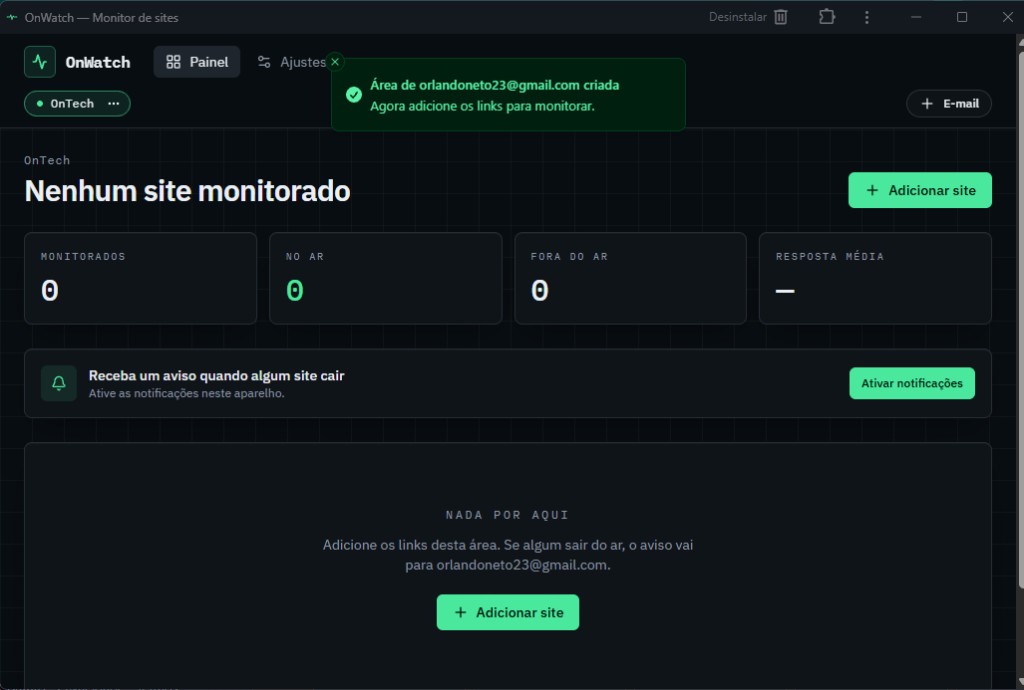 OnWatch — Monitor de sites
Desinstalar
OnWatch
Painel
Ajustes
Área de orlandoneto23@gmail.com criada
Agora adicione os links para monitorar.
OnTech ···
+ E-mail
OnTech
Nenhum site monitorado
+ Adicionar site
MONITORADOS
0
NO AR
0
FORA DO AR
0
RESPOSTA MÉDIA
—
Receba um aviso quando algum site cair
Ative as notificações neste aparelho.
Ativar notificações
NADA POR AQUI
Adicione os links desta área. Se algum sair do ar, o aviso vai
para orlandoneto23@gmail.com.
+ Adicionar site